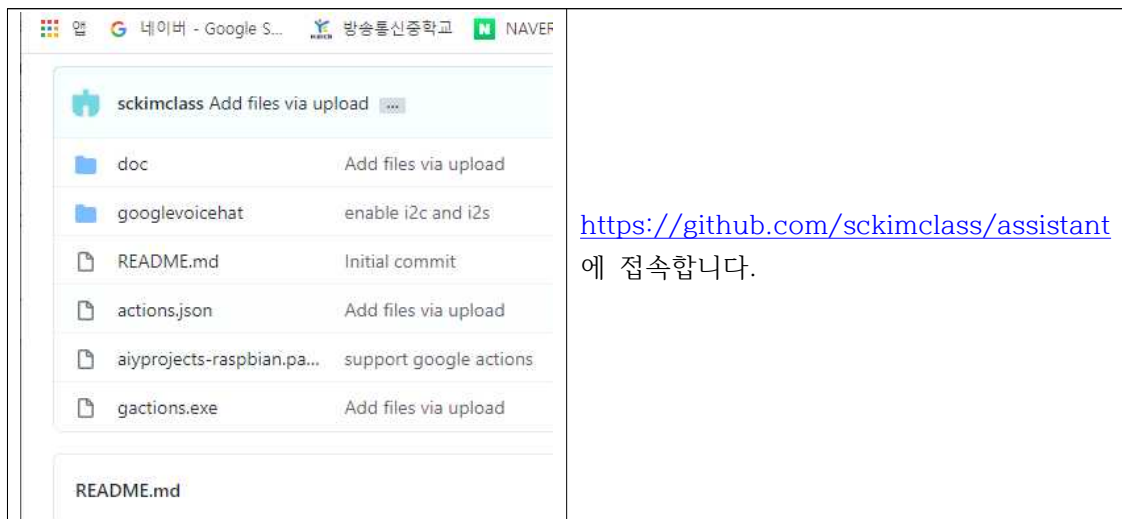 앱 네이버 - Google S... 방송통신중학교 NAVER
sckimclass Add files via upload ...
doc Add files via upload
googlevoicehat enable i2c and i2s
README.md Initial commit
actions.json Add files via upload
aiyprojects-raspbian.pa... support google actions
gactions.exe Add files via upload
README.md
https://github.com/sckimclass/assistant
에 접속합니다.